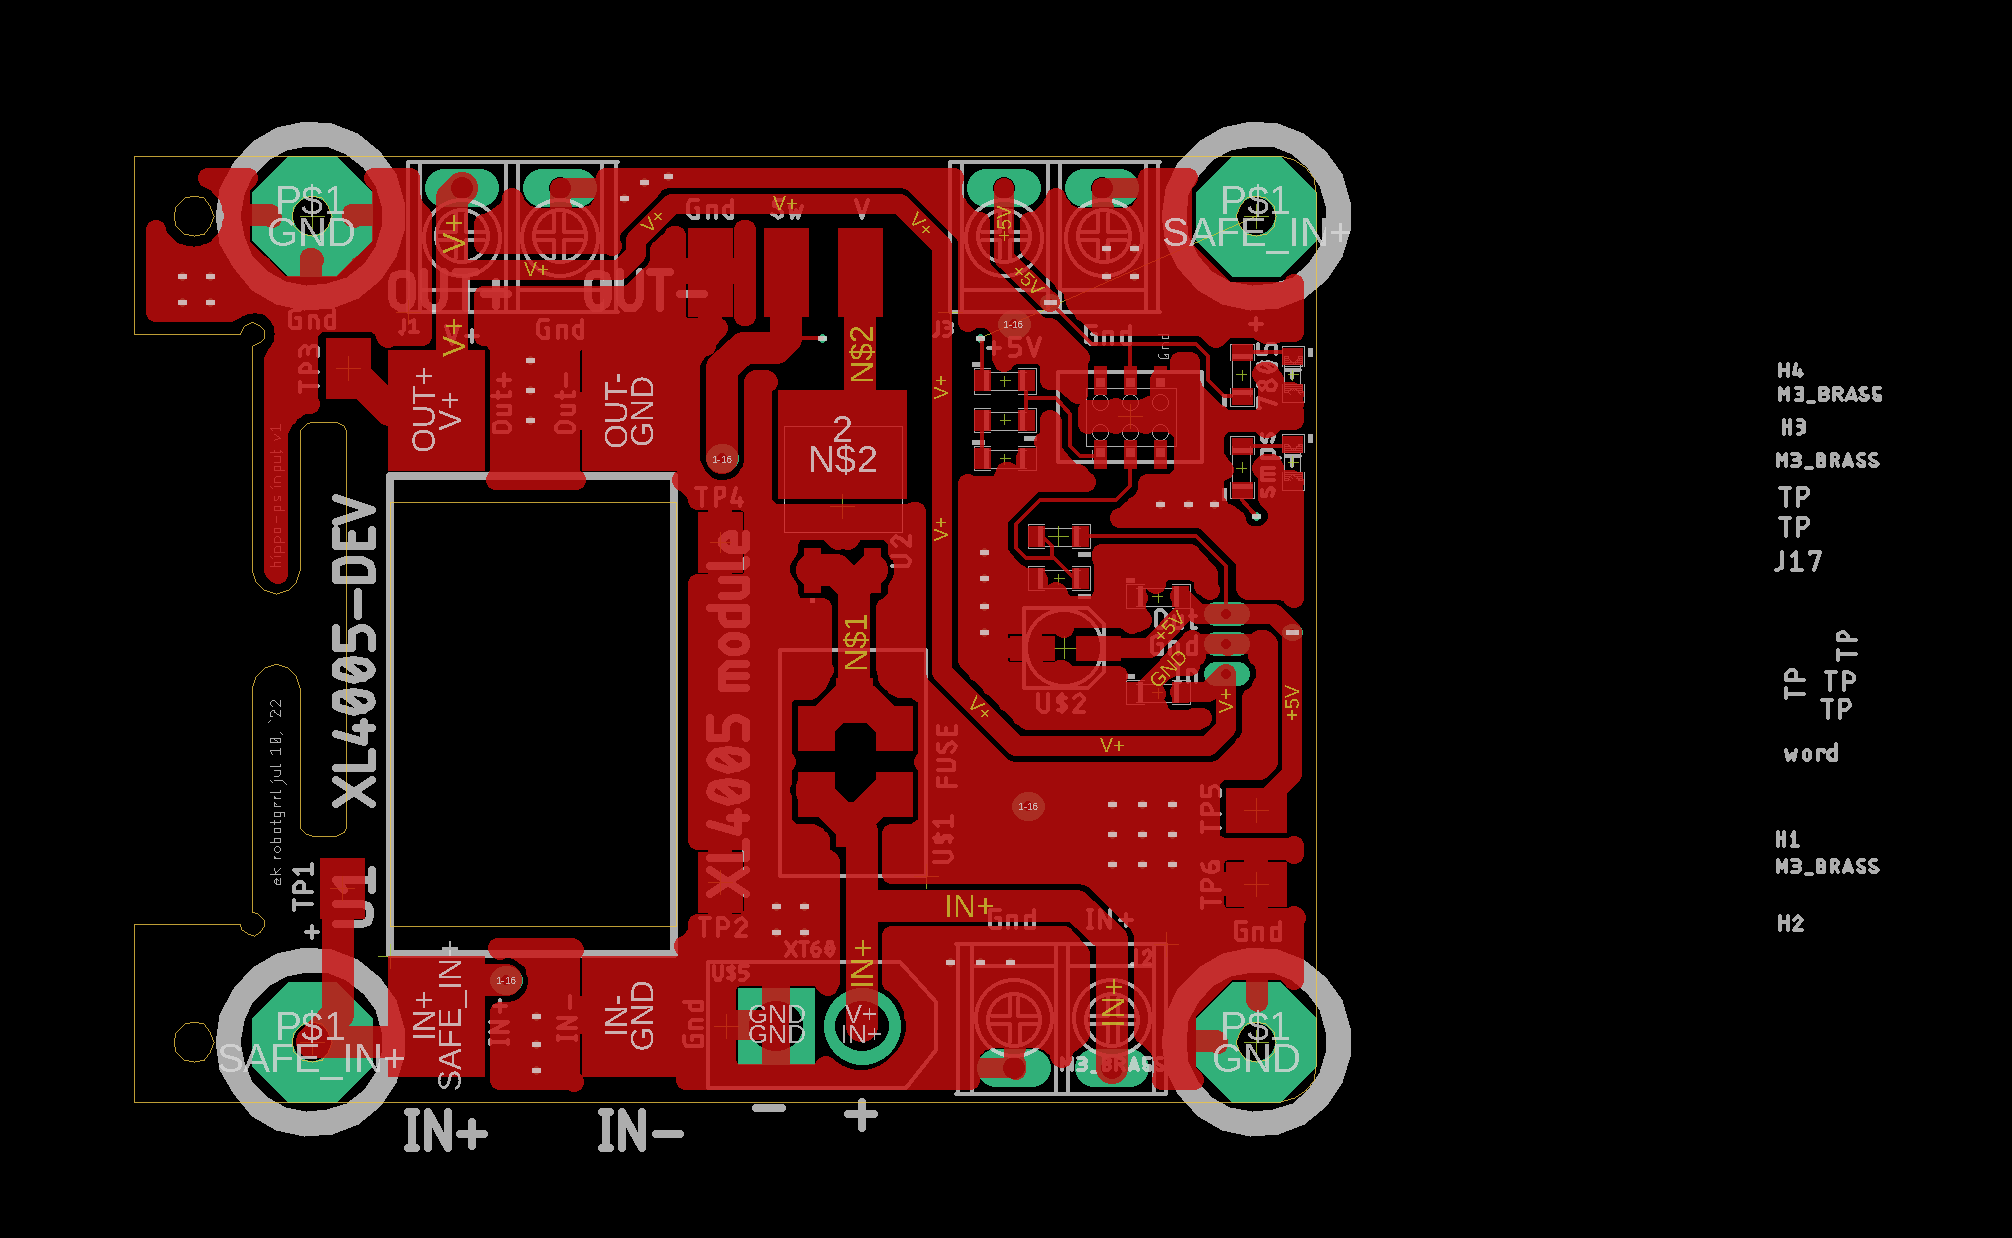 P$1
GND
P$1
SAFE_IN+
Gnd
Sw
V
V+
V+
V+
V+
V+
+5V
+5V
OUT+
OUT-
J1
Gnd
Gnd
V+
N$2
J3
1-16
+5V
Gnd
Gnd
+
7805
TP3
OUT+
V+
Out+
Out-
OUT-
GND
V+
2
N$2
1-16
TP4
smps
hippo-ps input v1
XL4005-DEV
XL4005 module
U2
V+
N$1
Out
Gnd
+5V
GND
U$2
V+
V+
V+
+5V
ek robotgrrl jul 10, `22
FUSE
U$1
1-16
TP5
TP6
TP1
+
U1
TP2
IN+
Gnd
IN+
Gnd
XT60
U$5
J2
IN+
SAFE_IN+
1-16
IN+
IN-
IN-
GND
Gnd
GND
GND
V+
IN+
IN+
IN+
M3_BRASS
P$1
SAFE_IN+
P$1
GND
IN+
IN-
-
+
H4
M3_BRASS
H3
M3_BRASS
TP
TP
J17
TP
TP
TP
TP
word
H1
M3_BRASS
H2